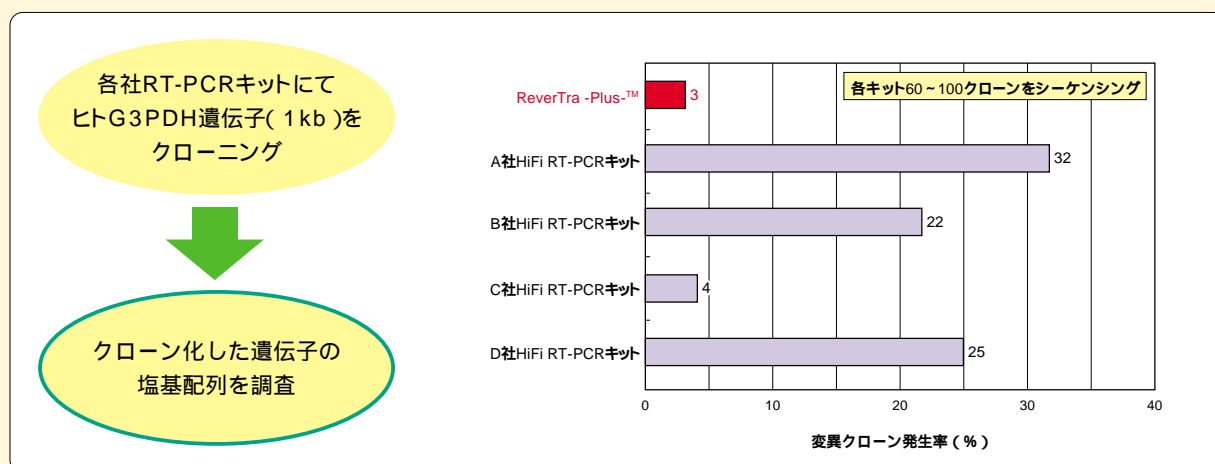 各社RT-PCRキットにて
ヒトG3PDH遺伝子(1kb)を
クローニング
クローン化した遺伝子の
塩基配列を調査
各キット60~100クローンをシーケンシング
ReverTra -Plus-™
3
A社HiFi RT-PCRキット
32
B社HiFi RT-PCRキット
22
C社HiFi RT-PCRキット
4
D社HiFi RT-PCRキット
25
0 10 20 30 40
変異クローン発生率(%)